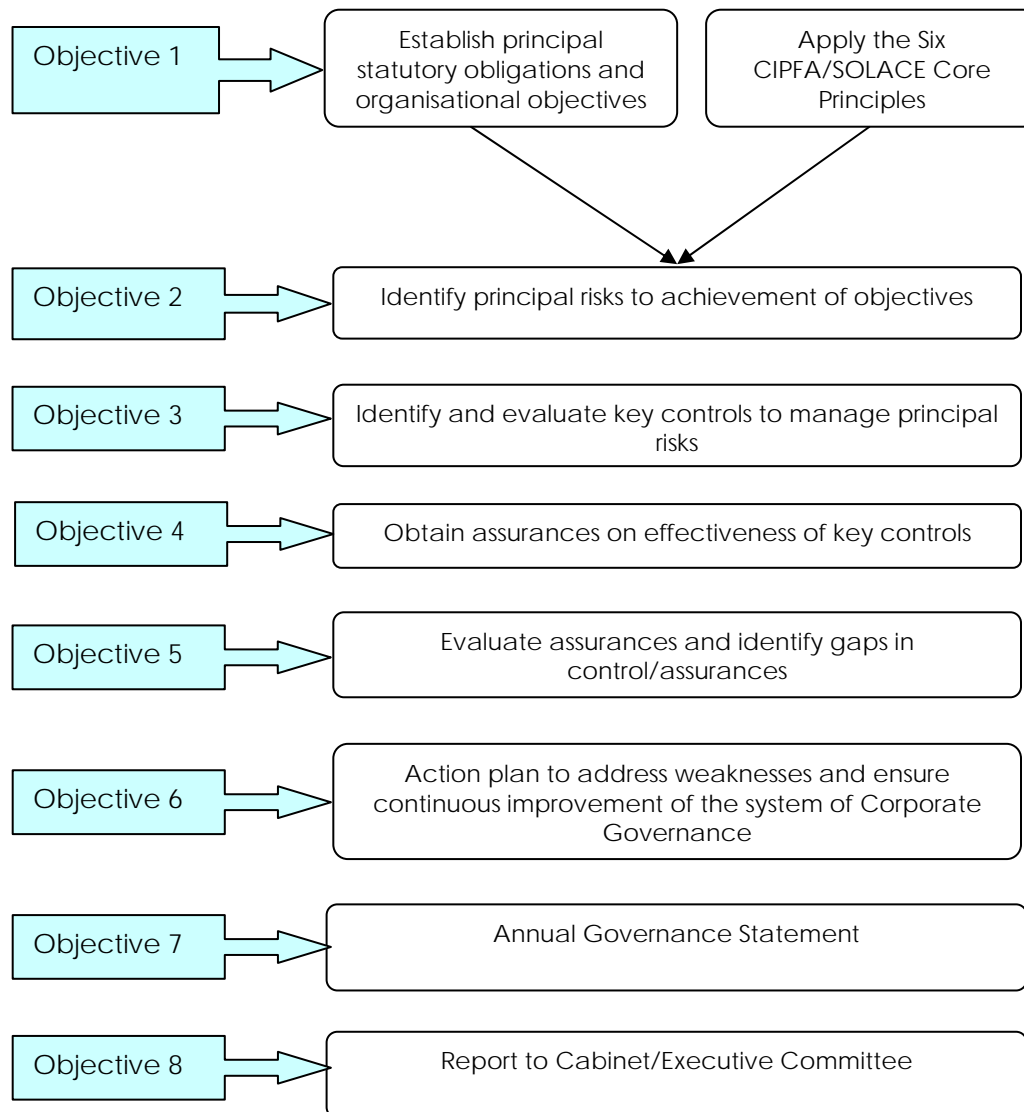 Objective 1
Establish principal
statutory obligations and
organisational objectives
Apply the Six
CIPFA/SOLACE Core
Principles
Objective 2
Identify principal risks to achievement of objectives
Objective 3
Identify and evaluate key controls to manage principal
risks
Objective 4
Obtain assurances on effectiveness of key controls
Objective 5
Evaluate assurances and identify gaps in
control/assurances
Objective 6
Action plan to address weaknesses and ensure
continuous improvement of the system of Corporate
Governance
Objective 7
Annual Governance Statement
Objective 8
Report to Cabinet/Executive Committee